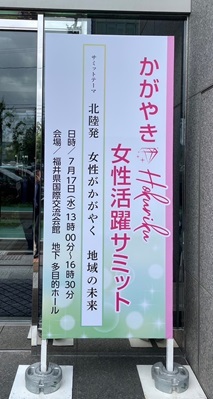 かがやき Hokuriku
女性活躍サミット
サミットテーマ
北陸発 女性がかがやく 地域の未来
日時/7月17日(水)13時00分~16時30分
会場/福井県国際交流会館 地下 多目的ホール